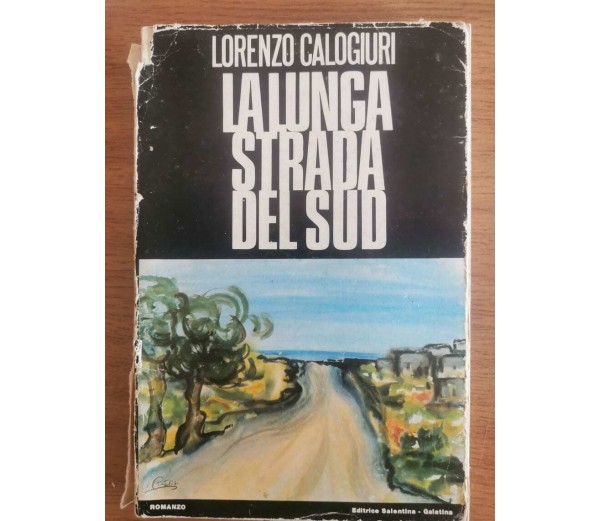 LORENZO CALOGIURI
LA LUNGA
STRADA
DEL SUD
ROMANZO
Editrice Salentina - Galatina